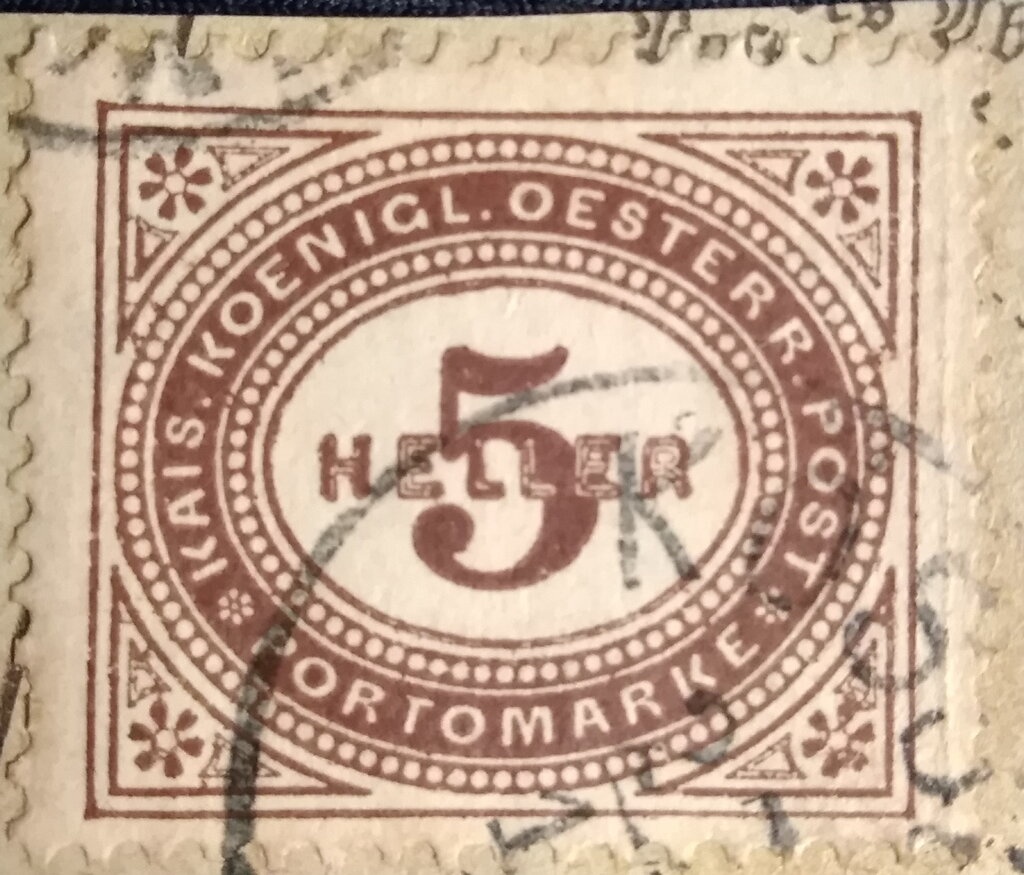 KAIS. KOENIGL. OESTERR. POST
5
HELLER
PORTOMARKE